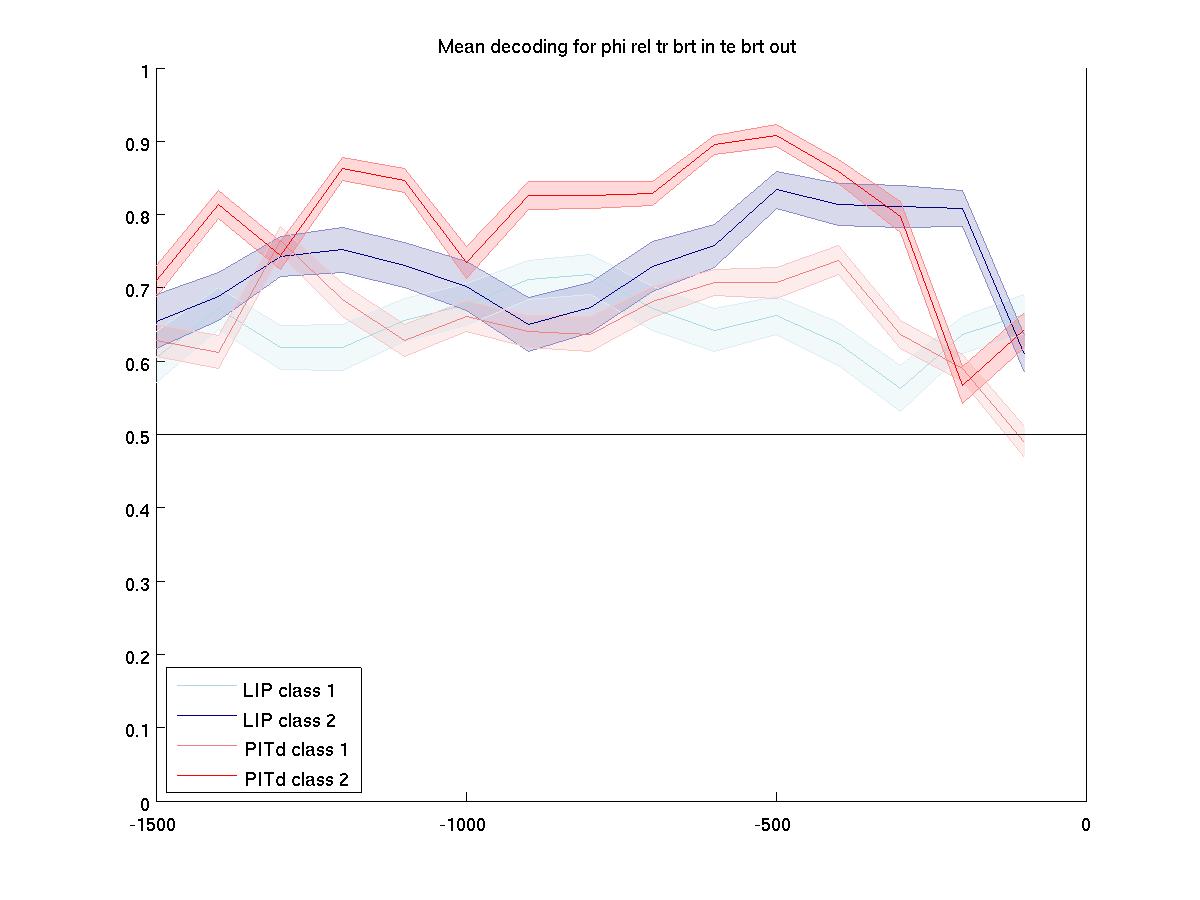 Mean decoding for phi rel tr brt in te brt out
1
0.9
0.8
0.7
0.6
0.5
0.4
0.3
0.2
0.1
0
LIP class 1
LIP class 2
PITd class 1
PITd class 2
-1500 -1000 -500 0